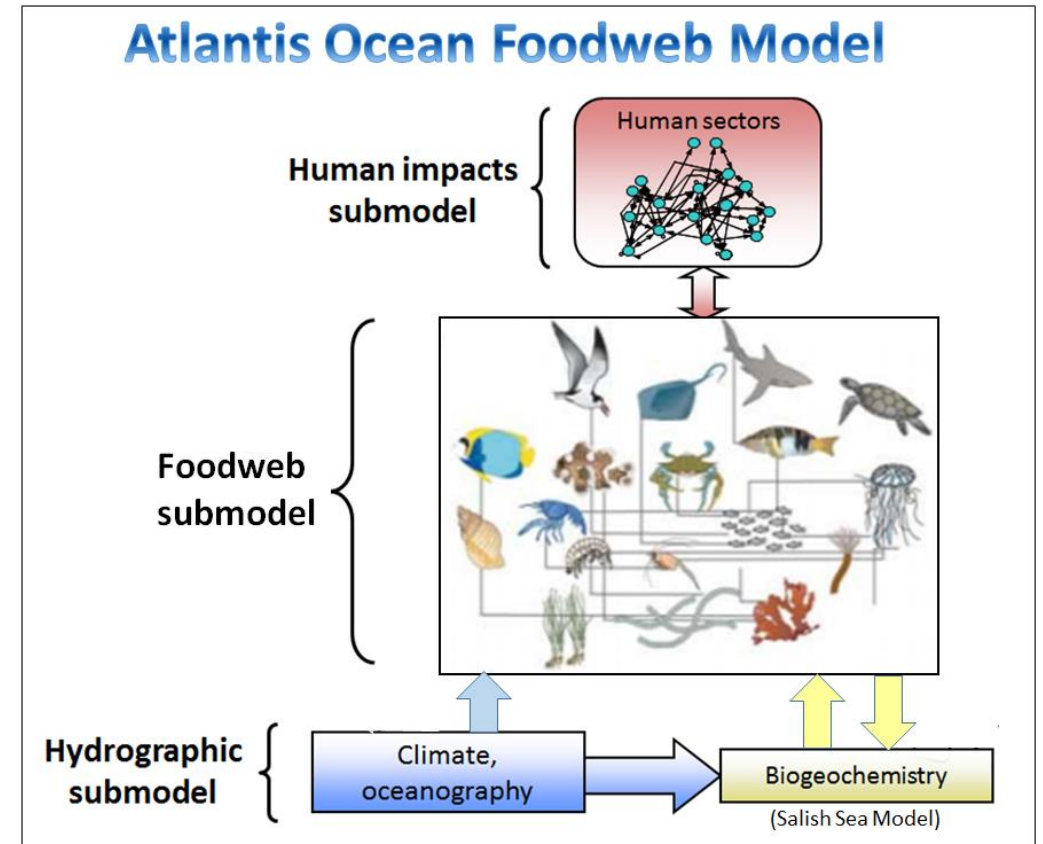 Atlantis Ocean Foodweb Model
Human sectors
Human impacts
submodel
Foodweb
submodel
Hydrographic
submodel
Climate,
oceanography
Biogeochemistry
(Salish Sea Model)